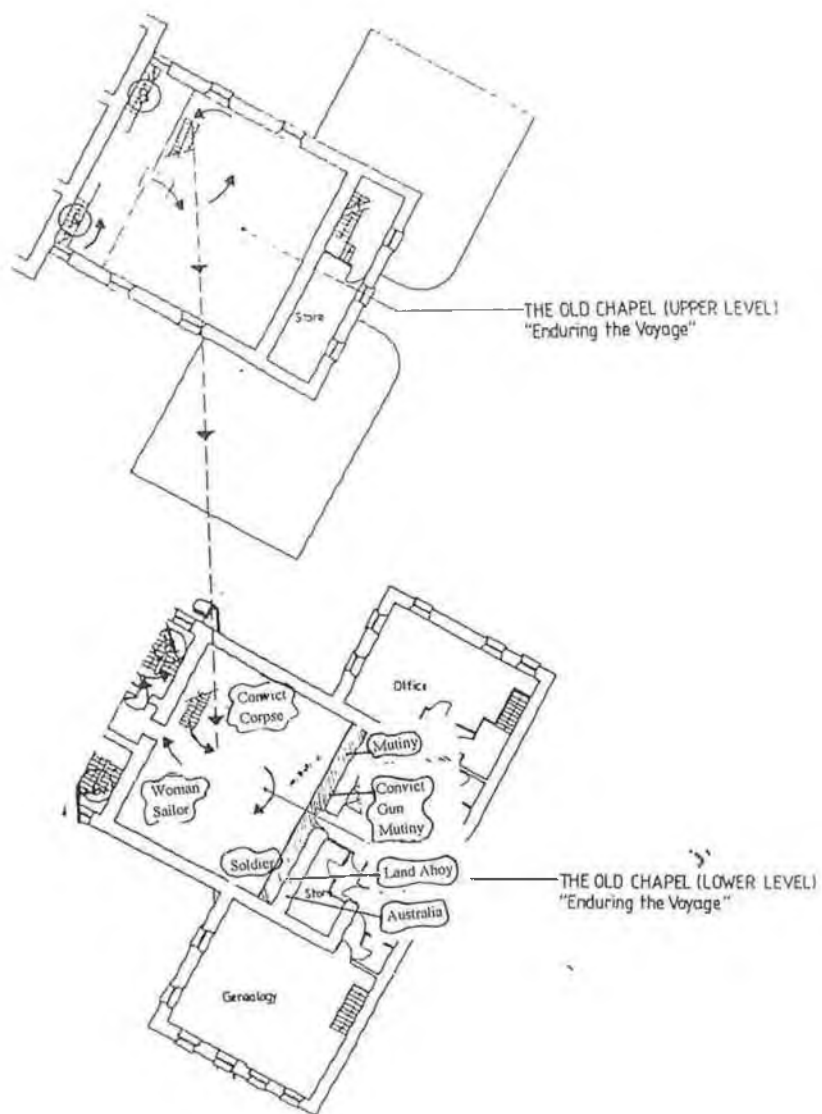 Store
THE OLD CHAPEL (UPPER LEVEL)
"Enduring the Voyage"
Office
Convict
Corpse
Mutiny
Woman
Sailor
Convict
Gun
Mutiny
Soldier
Land Ahoy
Store
Australia
THE OLD CHAPEL (LOWER LEVEL)
"Enduring the Voyage"
Genealogy